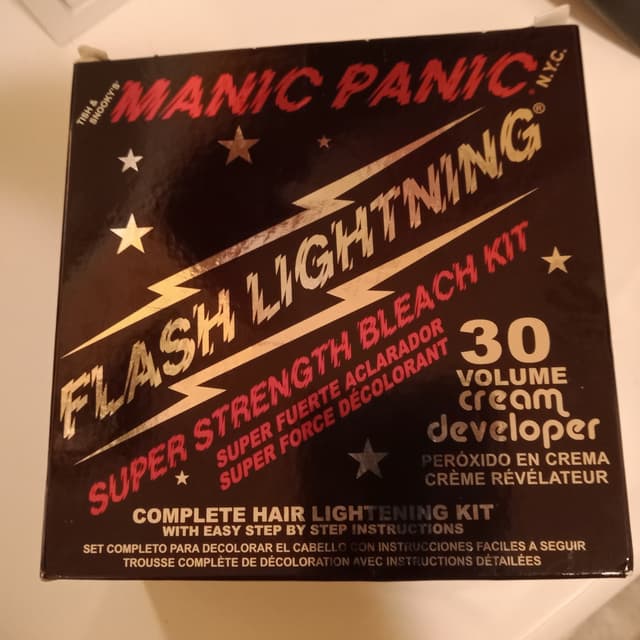 TISH &
SNOOKY'S
MANIC PANIC® N.Y.C.
FLASH LIGHTNING®
SUPER STRENGTH BLEACH KIT
SUPER FUERTE ACLARADOR
SUPER FORCE DÉCOLORANT
30
VOLUME
cream
developer
PERÓXIDO EN CREMA
CRÈME RÉVÉLATEUR
COMPLETE HAIR LIGHTENING KIT
WITH EASY STEP BY STEP INSTRUCTIONS
SET COMPLETO PARA DECOLORAR EL CABELLO CON INSTRUCCIONES FACILES A SEGUIR
TROUSSE COMPLÈTE DE DÉCOLORATION AVEC INSTRUCTIONS DÉTAILÉES